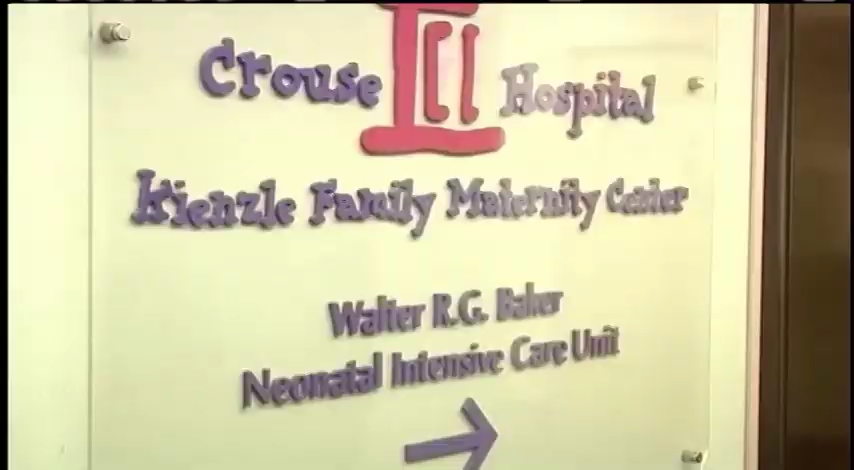 Crouse Hospital
Kienzle Family Maternity Center
Walter R.G. Baker
Neonatal Intensive Care Unit